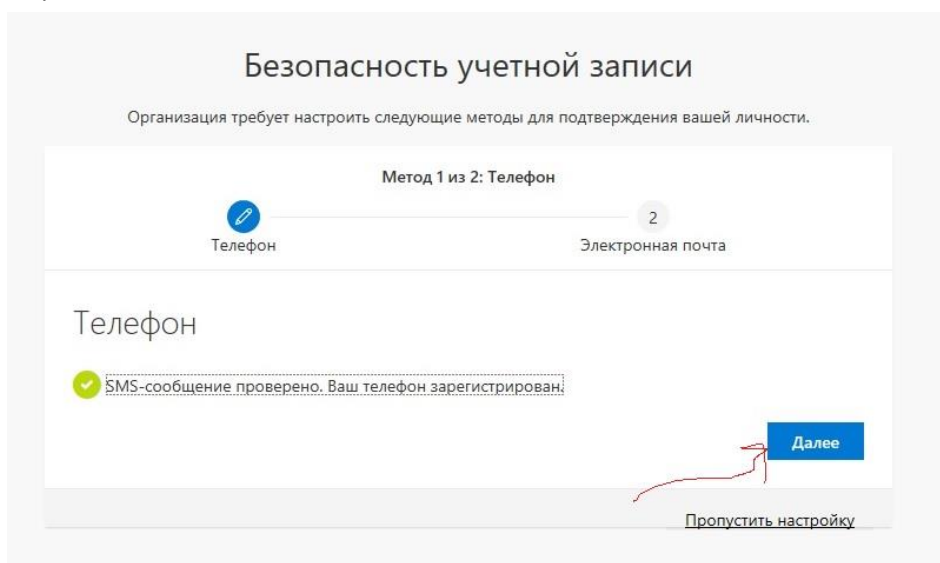 Безопасность учетной записи
Организация требует настроить следующие методы для подтверждения вашей личности.
Метод 1 из 2: Телефон
2
Телефон
Электронная почта
Телефон
SMS-сообщение проверено. Ваш телефон зарегистрирован.
Далее
Пропустить настройку